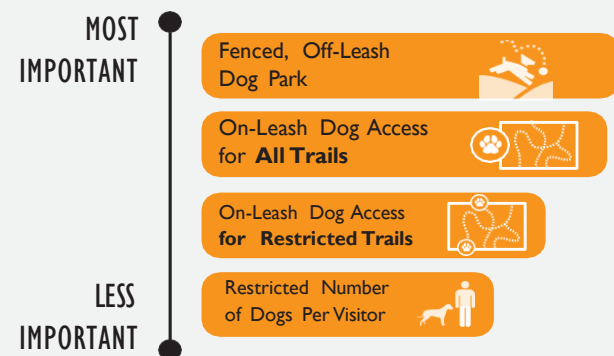 MOST
IMPORTANT
Fenced, Off-Leash
Dog Park
On-Leash Dog Access
for All Trails
On-Leash Dog Access
for Restricted Trails
Restricted Number
of Dogs Per Visitor
LESS
IMPORTANT